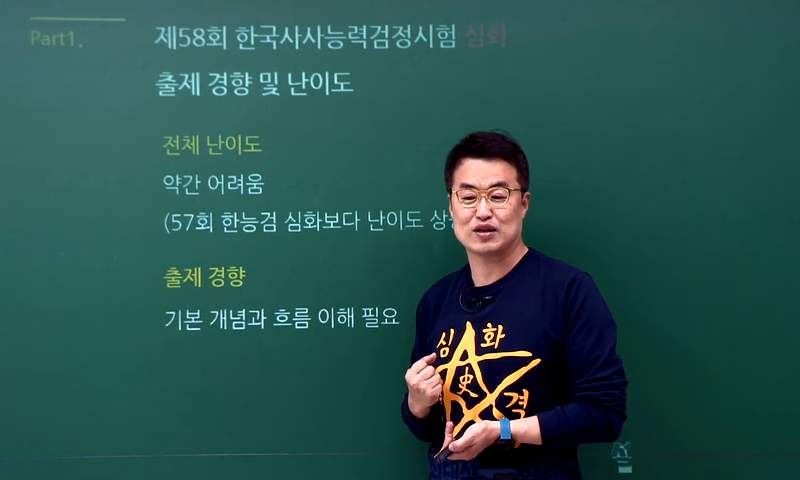 Part1.
제58회 한국사사능력검정시험 심화
출제 경향 및 난이도
전체 난이도
약간 어려움
(57회 한능검 심화보다 난이도 상
출제 경향
기본 개념과 흐름 이해 필요
심화
史
격